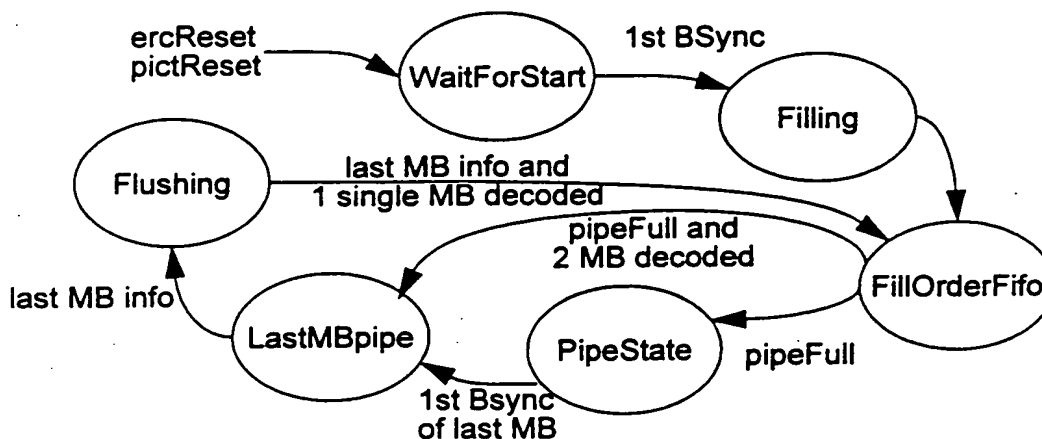 ercReset
pictReset
WaitForStart
1st BSync
Filling
Flushing
last MB info and
1 single MB decoded
pipeFull and
2 MB decoded
FillOrderFifo
last MB info
LastMBpipe
PipeState
pipeFull
1st Bsync
of last MB